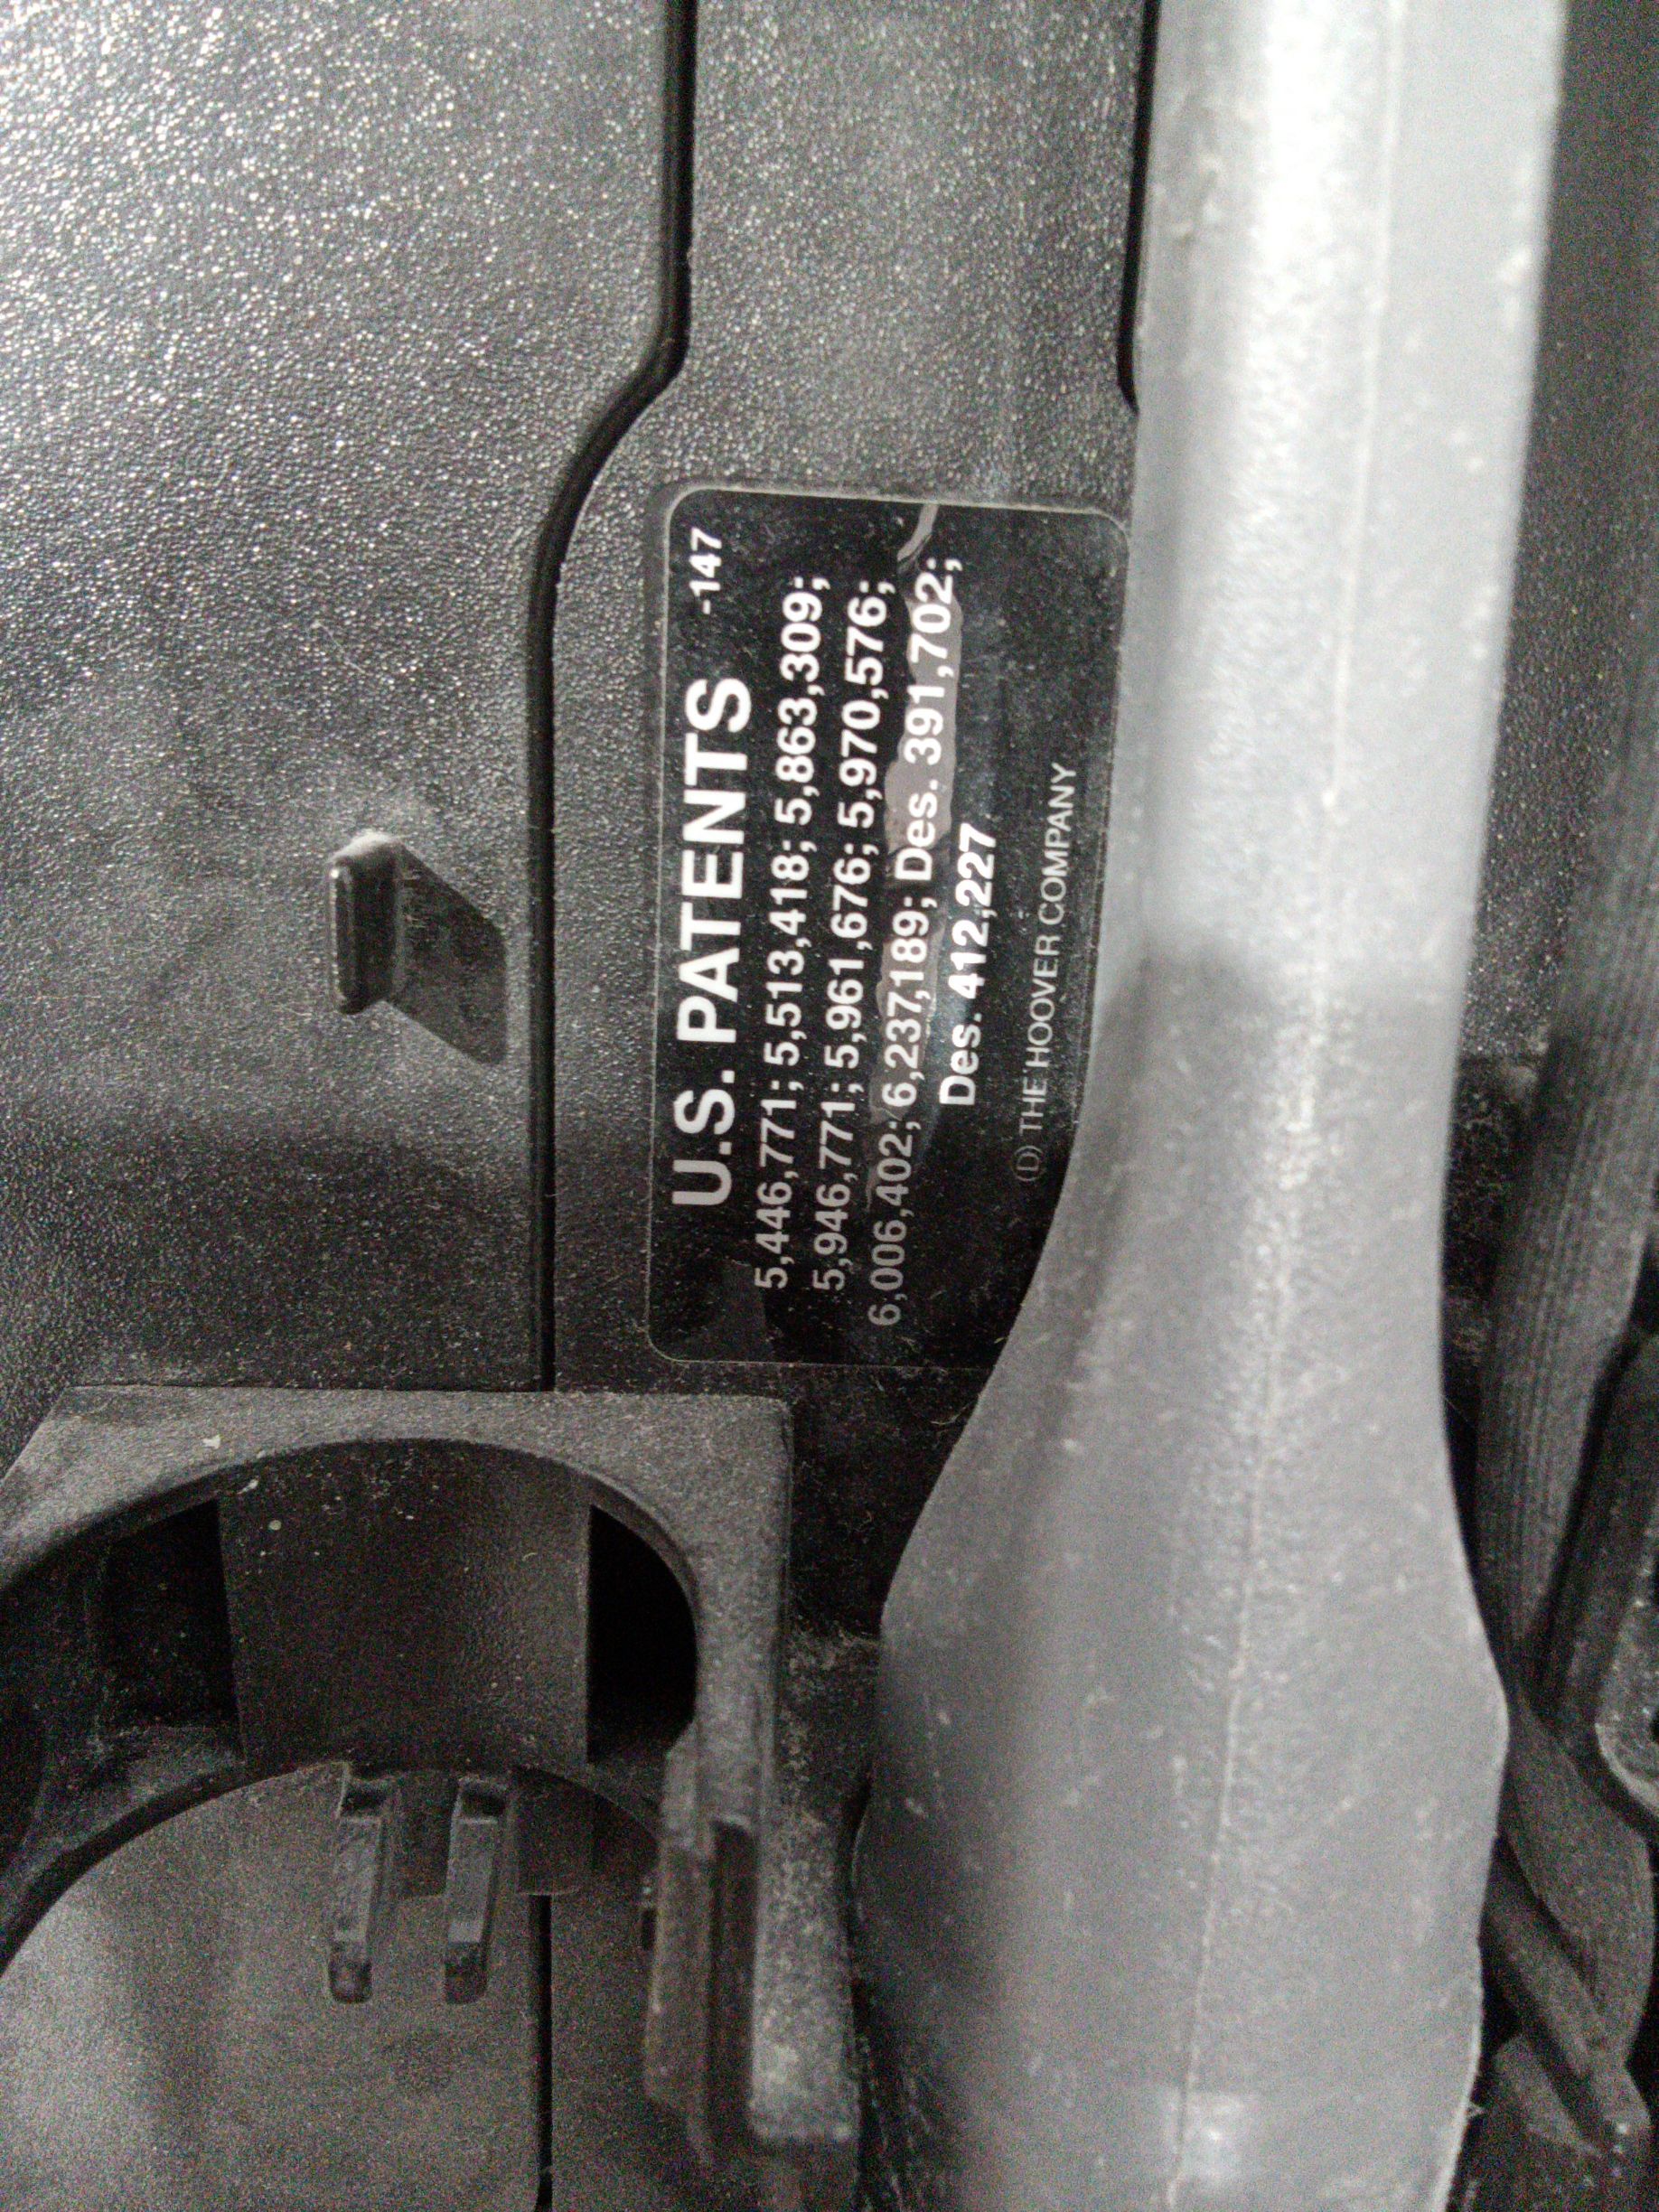 U.S. PATENTS -147
5,446,771; 5,513,418; 5,863,309;
5,946,771; 5,961,676; 5,970,576;
6,006,402; 6,237,189; Des. 391,702;
Des. 412,227
(D) THE HOOVER COMPANY